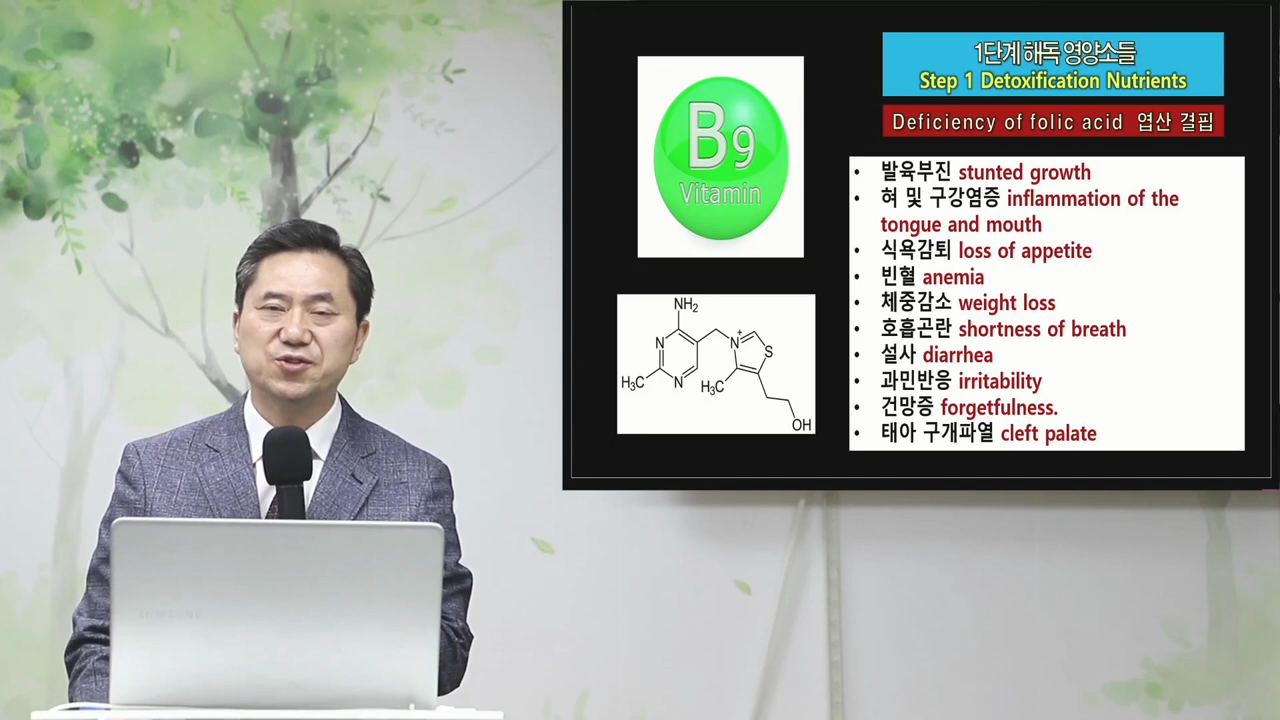 1단계 해독 영양소들
Step 1 Detoxification Nutrients
Deficiency of folic acid 엽산 결핍
B9
Vitamin
NH₂
N
N
H₃C
N+
S
H₃C
OH
• 발육부진 stunted growth
• 혀 및 구강염증 inflammation of the
tongue and mouth
• 식욕감퇴 loss of appetite
• 빈혈 anemia
• 체중감소 weight loss
• 호흡곤란 shortness of breath
• 설사 diarrhea
• 과민반응 irritability
• 건망증 forgetfulness.
• 태아 구개파열 cleft palate